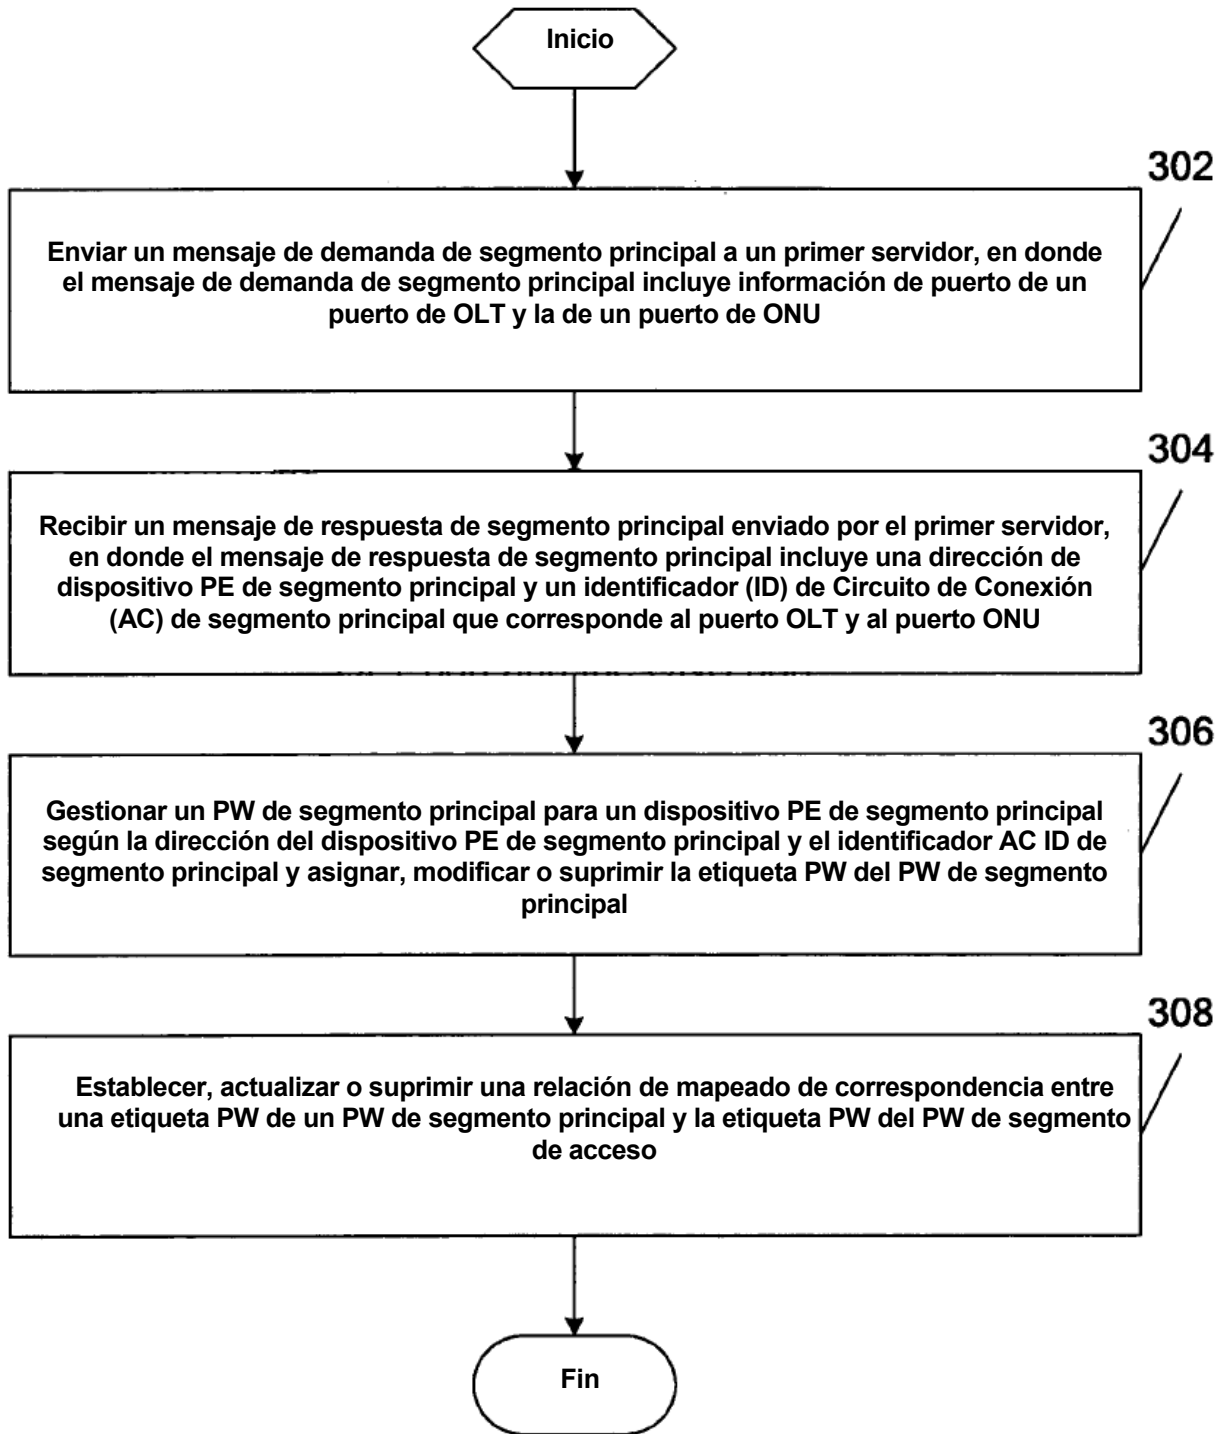 Inicio
302
Enviar un mensaje de demanda de segmento principal a un primer servidor, en donde
el mensaje de demanda de segmento principal incluye información de puerto de un
puerto de OLT y la de un puerto de ONU
304
Recibir un mensaje de respuesta de segmento principal enviado por el primer servidor,
en donde el mensaje de respuesta de segmento principal incluye una dirección de
dispositivo PE de segmento principal y un identificador (ID) de Circuito de Conexión
(AC) de segmento principal que corresponde al puerto OLT y al puerto ONU
306
Gestionar un PW de segmento principal para un dispositivo PE de segmento principal
según la dirección del dispositivo PE de segmento principal y el identificador AC ID de
segmento principal y asignar, modificar o suprimir la etiqueta PW del PW de segmento
principal
308
Establecer, actualizar o suprimir una relación de mapeado de correspondencia entre
una etiqueta PW de un PW de segmento principal y la etiqueta PW del PW de segmento
de acceso
Fin